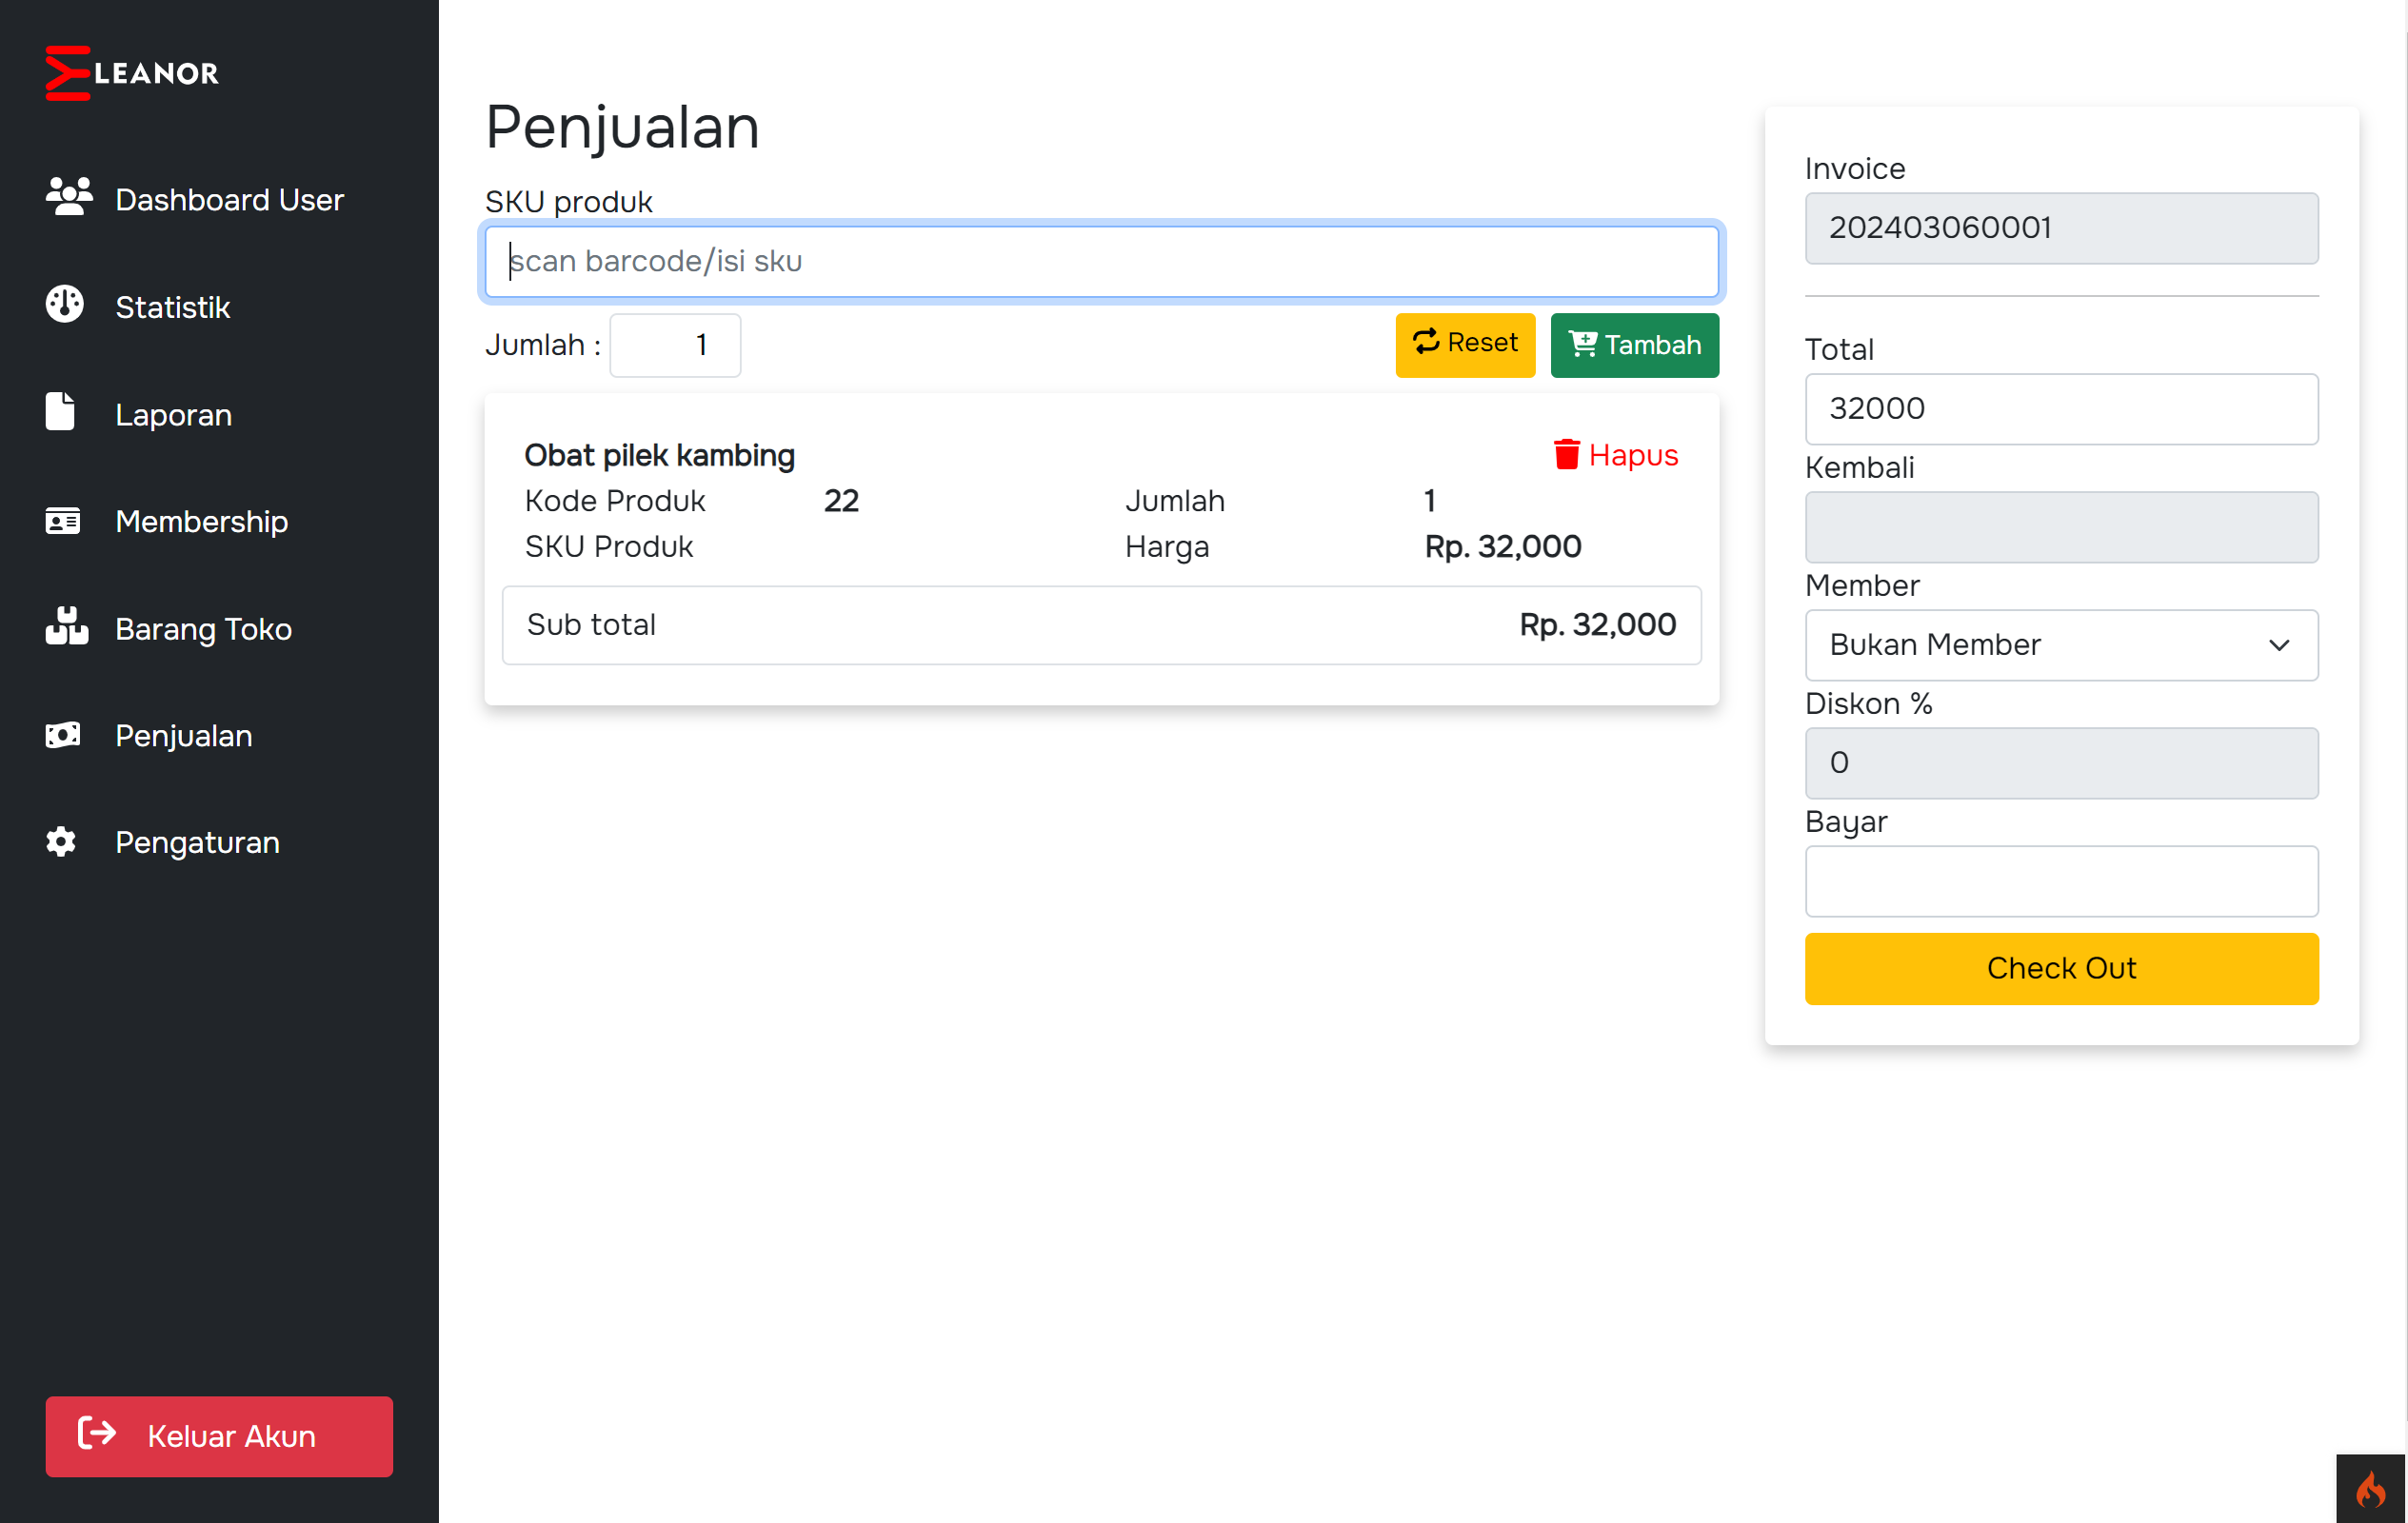 LEANOR
Dashboard User
Statistik
Laporan
Membership
Barang Toko
Penjualan
Pengaturan
Keluar Akun
Penjualan
SKU produk
scan barcode/isi sku
Jumlah : 1
Reset
Tambah
Obat pilek kambing
Hapus
Kode Produk 22 Jumlah 1
SKU Produk Harga Rp. 32,000
Sub total Rp. 32,000
Invoice
202403060001
Total
32000
Kembali
Member
Bukan Member
Diskon %
0
Bayar
Check Out